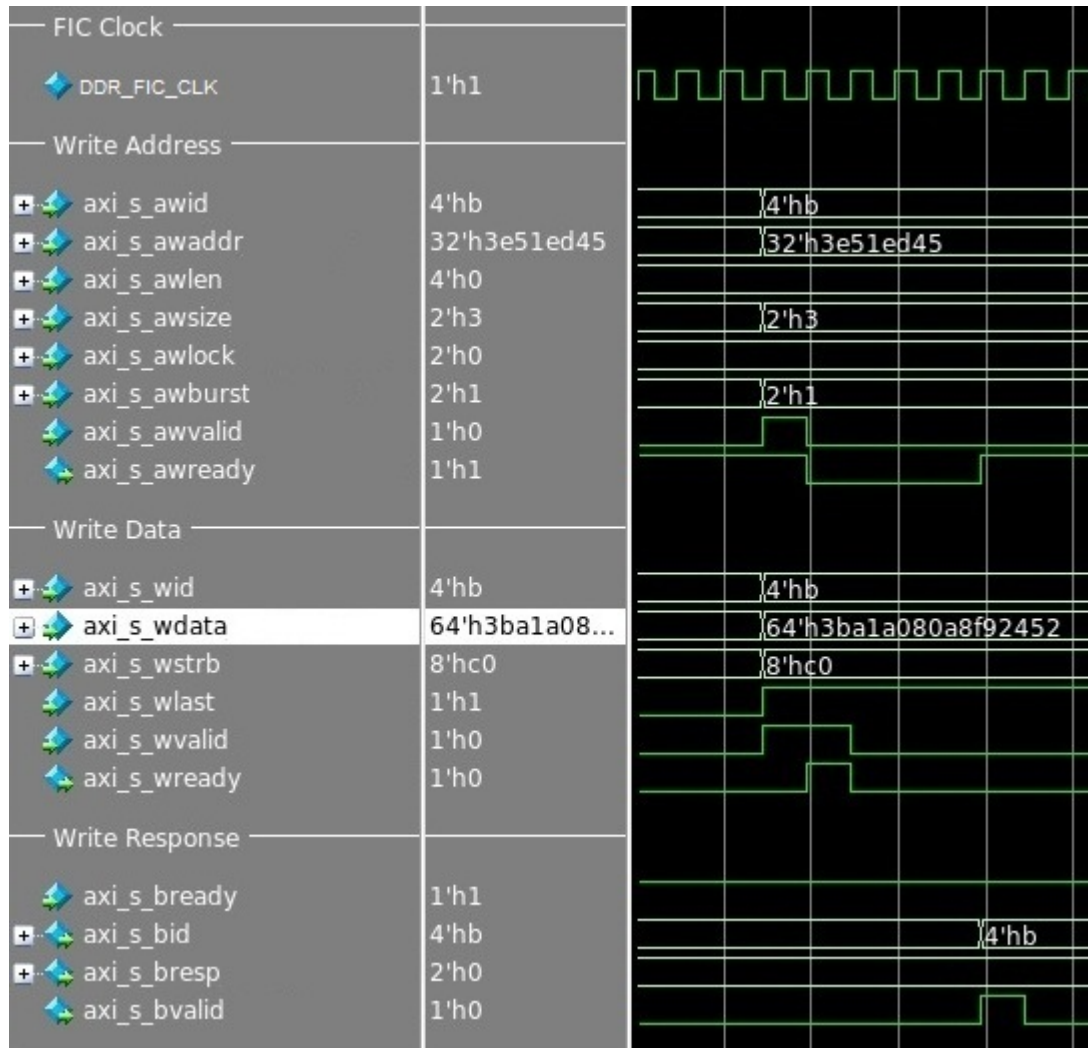 FIC Clock
DDR_FIC_CLK 1'h1
Write Address
axi_s_awid 4'hb 4'hb
axi_s_awaddr 32'h3e51ed45 32'h3e51ed45
axi_s_awlen 4'h0
axi_s_awsize 2'h3 2'h3
axi_s_awlock 2'h0
axi_s_awburst 2'h1 2'h1
axi_s_awvalid 1'h0
axi_s_awready 1'h1
Write Data
axi_s_wid 4'hb 4'hb
axi_s_wdata 64'h3ba1a08... 64'h3ba1a080a8f92452
axi_s_wstrb 8'hc0 8'hc0
axi_s_wlast 1'h1
axi_s_wvalid 1'h0
axi_s_wready 1'h0
Write Response
axi_s_bready 1'h1
axi_s_bid 4'hb 4'hb
axi_s_bresp 2'h0
axi_s_bvalid 1'h0